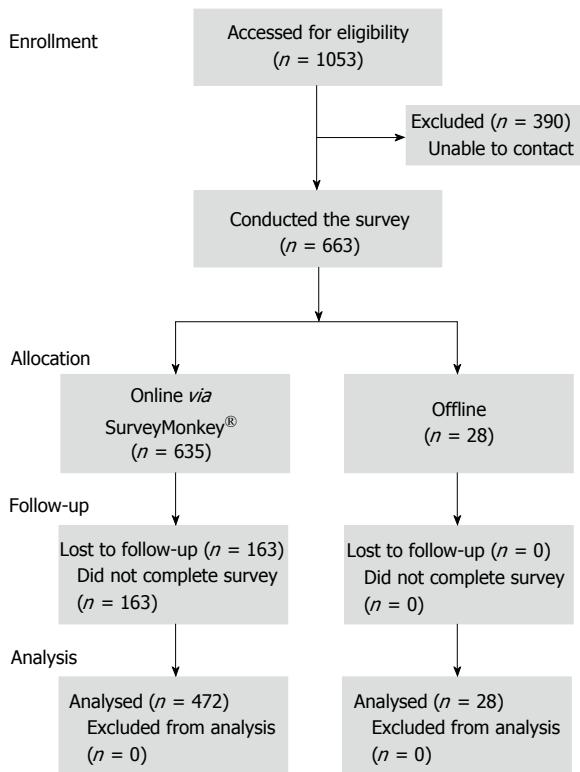 Enrollment
Accessed for eligibility
(n = 1053)
Excluded (n = 390)
Unable to contact
Conducted the survey
(n = 663)
Allocation
Online via
SurveyMonkey®
(n = 635)
Offline
(n = 28)
Follow-up
Lost to follow-up (n = 163)
Did not complete survey
(n = 163)
Lost to follow-up (n = 0)
Did not complete survey
(n = 0)
Analysis
Analysed (n = 472)
Excluded from analysis
(n = 0)
Analysed (n = 28)
Excluded from analysis
(n = 0)